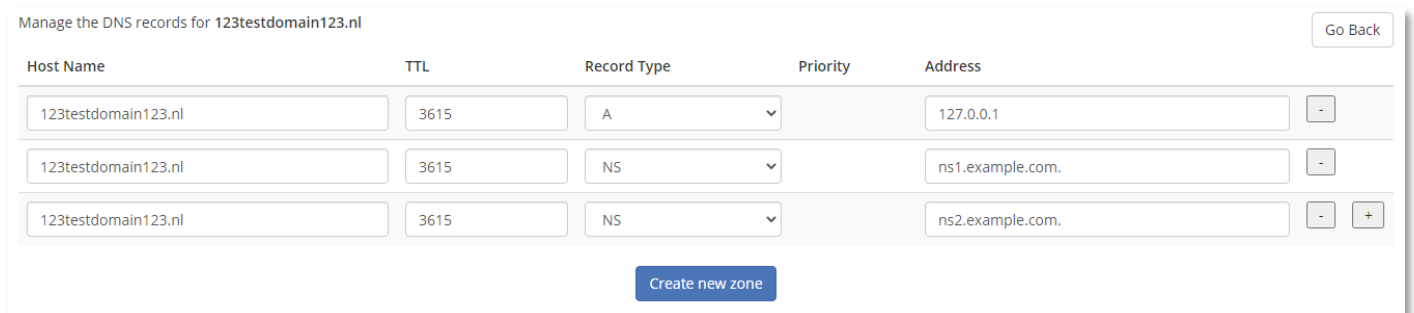 Manage the DNS records for 123testdomain123.nl
Go Back
Host Name TTL Record Type Priority Address
123testdomain123.nl 3615 A 127.0.0.1 -
123testdomain123.nl 3615 NS ns1.example.com. -
123testdomain123.nl 3615 NS ns2.example.com. - +
Create new zone